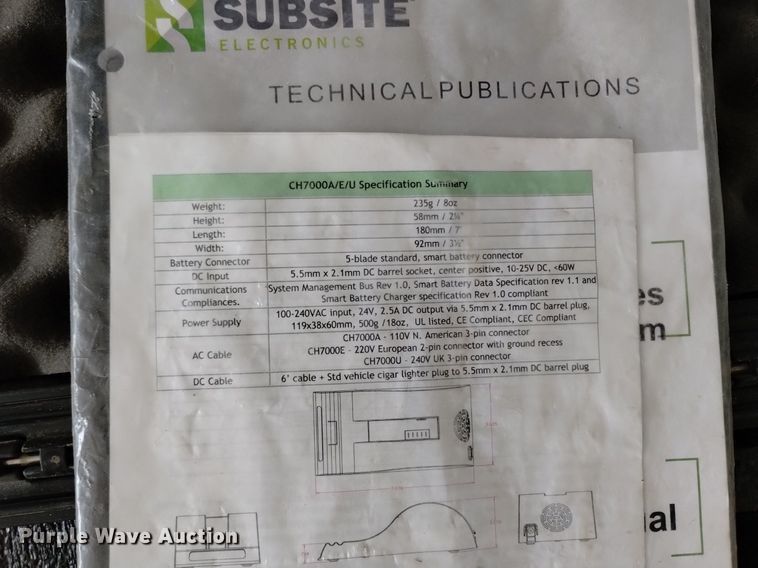 SUBSITE
ELECTRONICS
TECHNICAL PUBLICATIONS
CH7000A/E/U Specification Summary
Weight: 235g / 8oz
Height: 58mm / 2¼"
Length: 180mm / 7"
Width: 92mm / 3½"
Battery Connector 5-blade standard, smart battery connector
DC Input 5.5mm x 2.1mm DC barrel socket, center positive, 10-25V DC, <60W
Communications Compliances. System Management Bus Rev 1.0, Smart Battery Data Specification rev 1.1 and
Smart Battery Charger specification Rev 1.0 compliant
Power Supply 100-240VAC input, 24V, 2.5A DC output via 5.5mm x 2.1mm DC barrel plug,
119x38x60mm, 500g /18oz, UL listed, CE Compliant, CEC Compliant
AC Cable CH7000A - 110V N. American 3-pin connector
CH7000E - 220V European 2-pin connector with ground recess
CH7000U - 240V UK 3-pin connector
DC Cable 6' cable + Std vehicle cigar lighter plug to 5.5mm x 2.1mm DC barrel plug
es
m
al
Purple Wave Auction